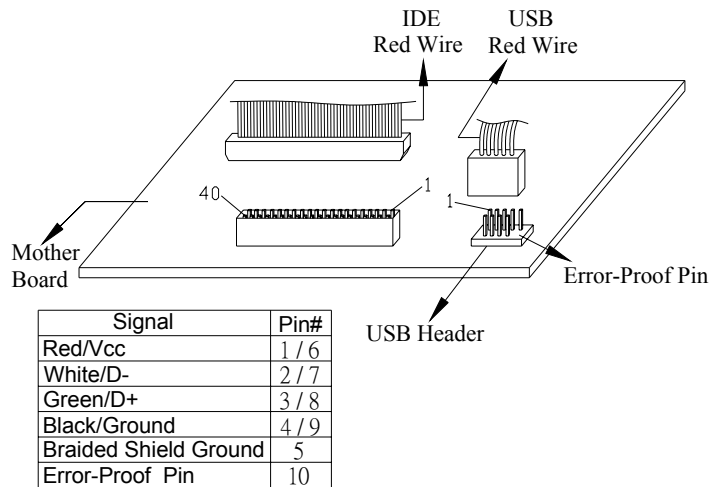 IDE
Red Wire
USB
Red Wire
40
1
1
Mother
Board
Error-Proof Pin
USB Header
Signal Pin#
Red/Vcc 1/6
White/D- 2/7
Green/D+ 3/8
Black/Ground 4/9
Braided Shield Ground 5
Error-Proof Pin 10